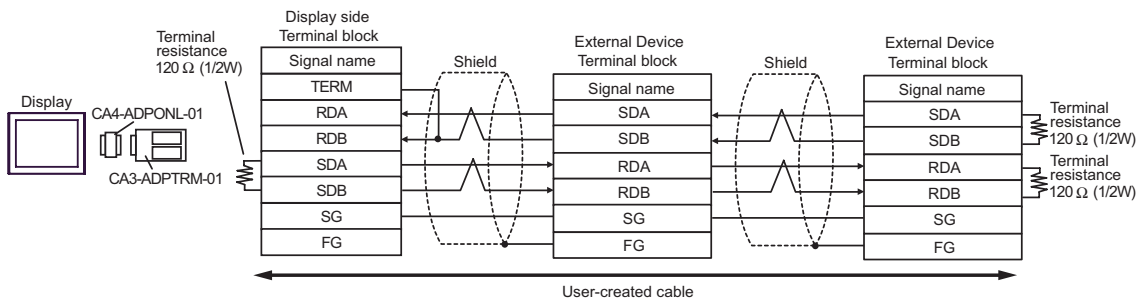 Display
CA4-ADPONL-01
CA3-ADPTRM-01
Terminal
resistance
120 Ω (1/2W)
Display side
Terminal block
Signal name
TERM
RDA
RDB
SDA
SDB
SG
FG
Shield
External Device
Terminal block
Signal name
SDA
SDB
RDA
RDB
SG
FG
Shield
External Device
Terminal block
Signal name
SDA
SDB
RDA
RDB
SG
FG
Terminal
resistance
120 Ω (1/2W)
Terminal
resistance
120 Ω (1/2W)
User-created cable